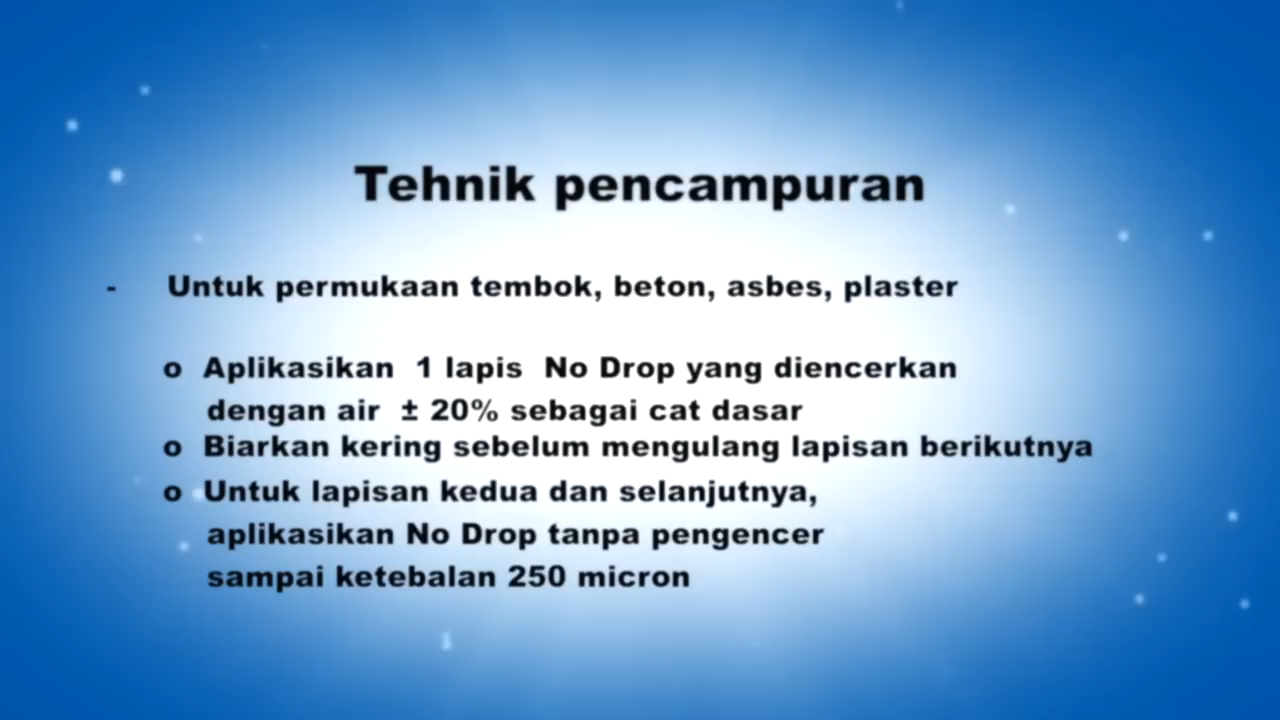 Tehnik pencampuran
- Untuk permukaan tembok, beton, asbes, plaster
o Aplikasikan 1 lapis No Drop yang diencerkan
dengan air ± 20% sebagai cat dasar
o Biarkan kering sebelum mengulang lapisan berikutnya
o Untuk lapisan kedua dan selanjutnya,
aplikasikan No Drop tanpa pengencer
sampai ketebalan 250 micron